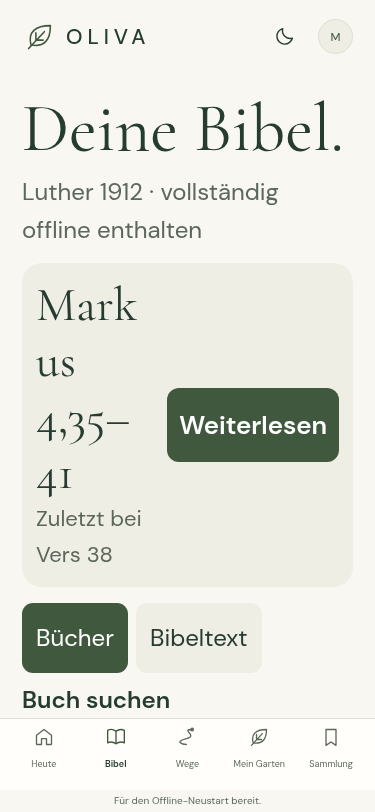 OLIVA
M
Deine Bibel.
Luther 1912 · vollständig
offline enthalten
Mark
us
4,35–
41
Zuletzt bei
Vers 38
Weiterlesen
Bücher
Bibeltext
Buch suchen
Heute
Bibel
Wege
Mein Garten
Sammlung
Für den Offline-Neustart bereit.